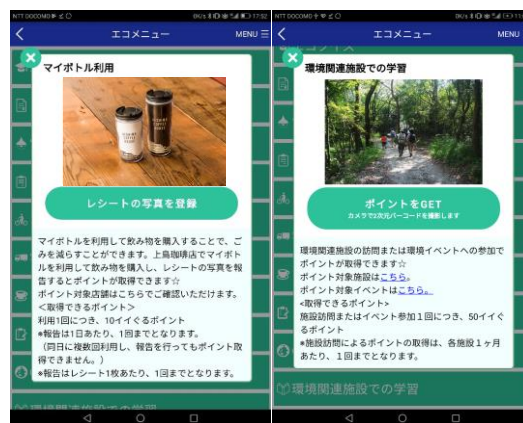 NTT DOCOMO
17:52
エコメニュー
MENU
マイボトル利用
レシートの写真を登録
マイボトルを利用して飲み物を購入することで、ご
みを減らすことができます。上島珈琲店でマイボト
ルを利用して飲み物を購入し、レシートの写真を報
告するとポイントが取得できます☆
ポイント対象店舗はこちらでご確認いただけます。
<取得できるポイント>
利用1回につき、10イイぐるポイント
*報告は1日あたり、1回までとなります。
(同日に複数回利用し、報告を行ってもポイント取
得できません。)
*報告はレシート1枚あたり、1回までとなります。
環境関連施設での学習
NTT DOCOMO
エコメニュー
MENU
環境関連施設での学習
ポイントをGET
カメラで2次元バーコードを撮影します
環境関連施設の訪問または環境イベントへの参加で
ポイントが取得できます☆
ポイント対象施設はこちら。
ポイント対象イベントはこちら。
<取得できるポイント>
施設訪問またはイベント参加1回につき、50イイぐ
るポイント
*施設訪問によるポイントの取得は、各施設1ヶ月
あたり、1回までとなります。
環境関連施設での学習